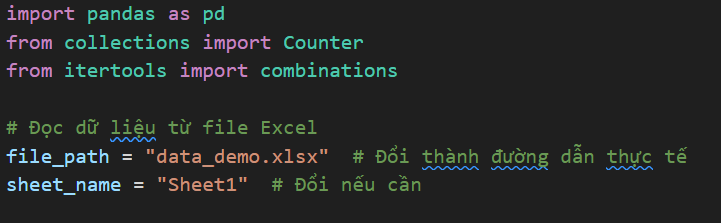 import pandas as pd
from collections import Counter
from itertools import combinations
# Đọc dữ liệu từ file Excel
file_path = "data_demo.xlsx"  # Đổi thành đường dẫn thực tế
sheet_name = "Sheet1"  # Đổi nếu cần